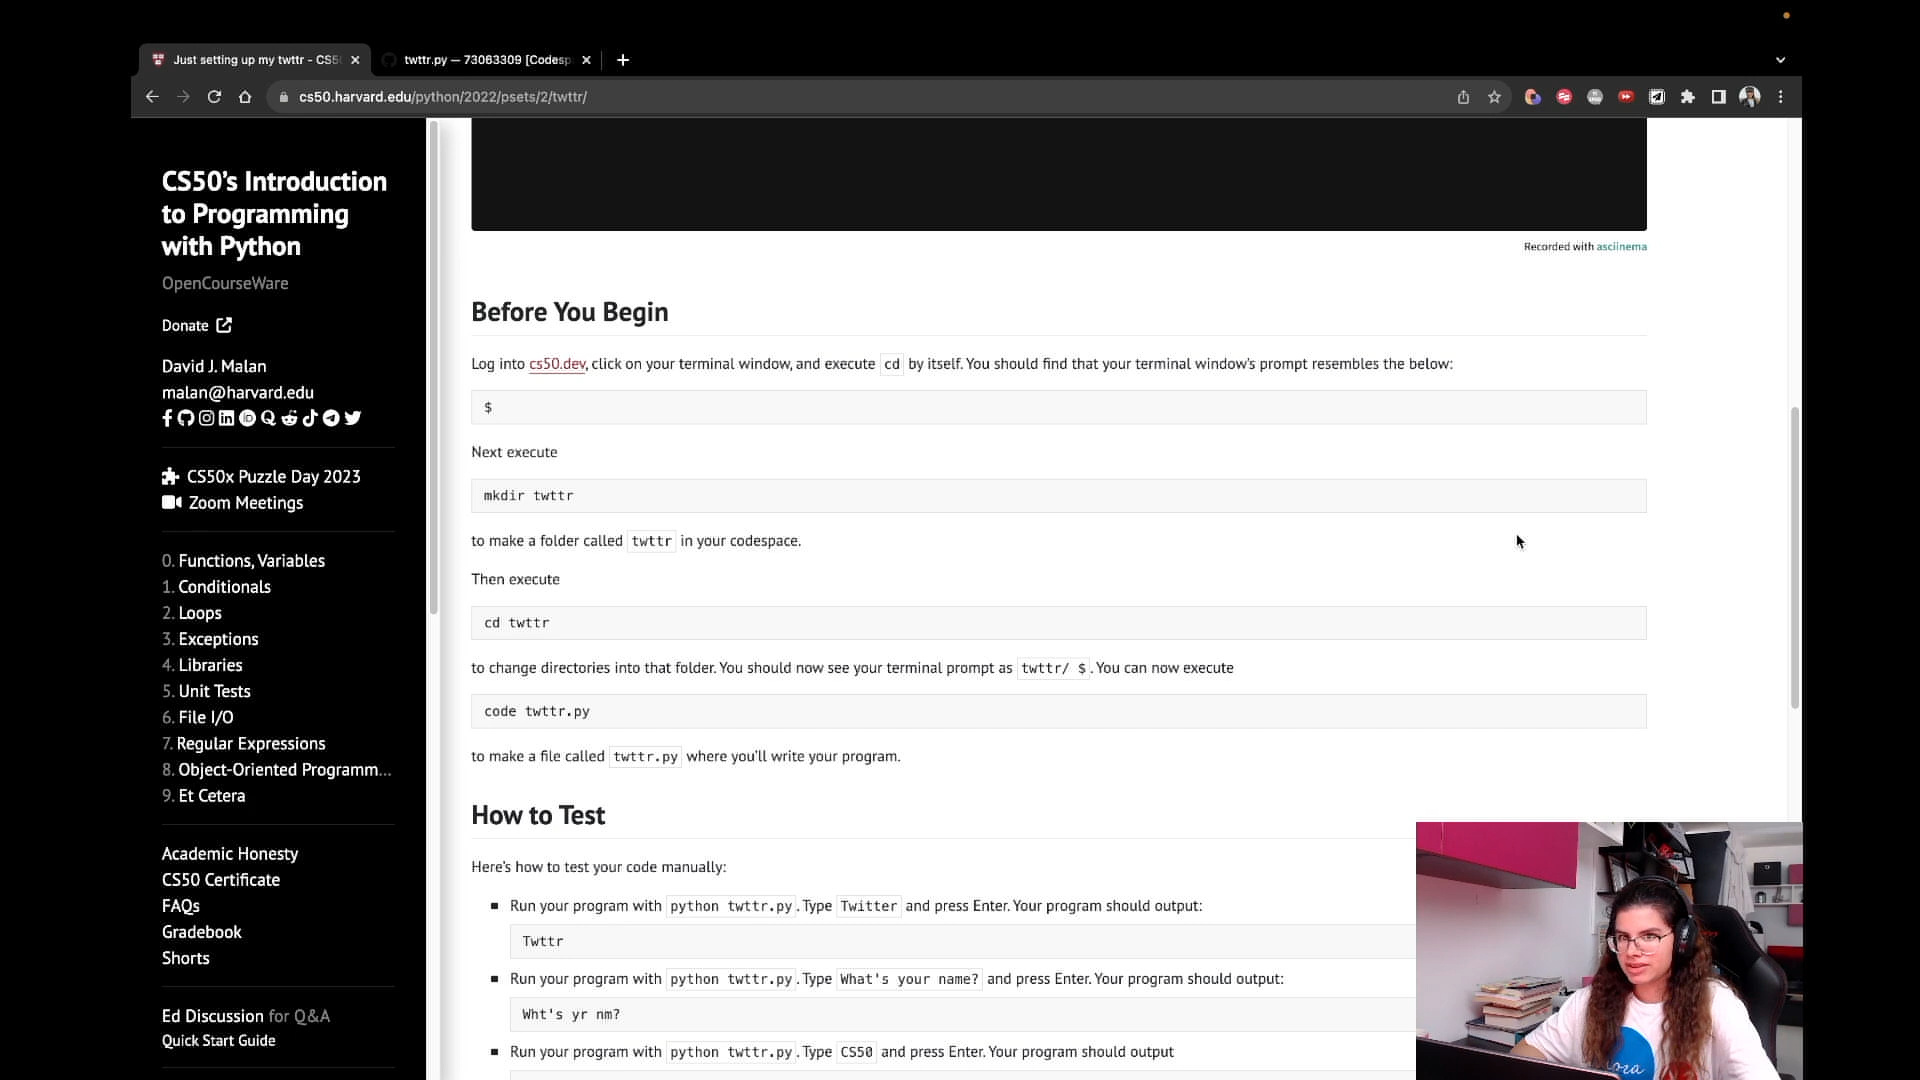 Just setting up my twttr - CS5
twttr.py — 73063309 [Codesp
cs50.harvard.edu/python/2022/psets/2/twttr/
CS50's Introduction
to Programming
with Python
OpenCourseWare
Donate
David J. Malan
malan@harvard.edu
CS50x Puzzle Day 2023
Zoom Meetings
0. Functions, Variables
1. Conditionals
2. Loops
3. Exceptions
4. Libraries
5. Unit Tests
6. File I/O
7. Regular Expressions
8. Object-Oriented Programm...
9. Et Cetera
Academic Honesty
CS50 Certificate
FAQs
Gradebook
Shorts
Ed Discussion for Q&A
Quick Start Guide
Recorded with asciinema
Before You Begin
Log into cs50.dev, click on your terminal window, and execute cd by itself. You should find that your terminal window's prompt resembles the below:
$
Next execute
mkdir twttr
to make a folder called twttr in your codespace.
Then execute
cd twttr
to change directories into that folder. You should now see your terminal prompt as twttr/ $. You can now execute
code twttr.py
to make a file called twttr.py where you'll write your program.
How to Test
Here's how to test your code manually:
Run your program with python twttr.py. Type Twitter and press Enter. Your program should output:
Twttr
Run your program with python twttr.py. Type What's your name? and press Enter. Your program should output:
Wht's yr nm?
Run your program with python twttr.py. Type CS50 and press Enter. Your program should output